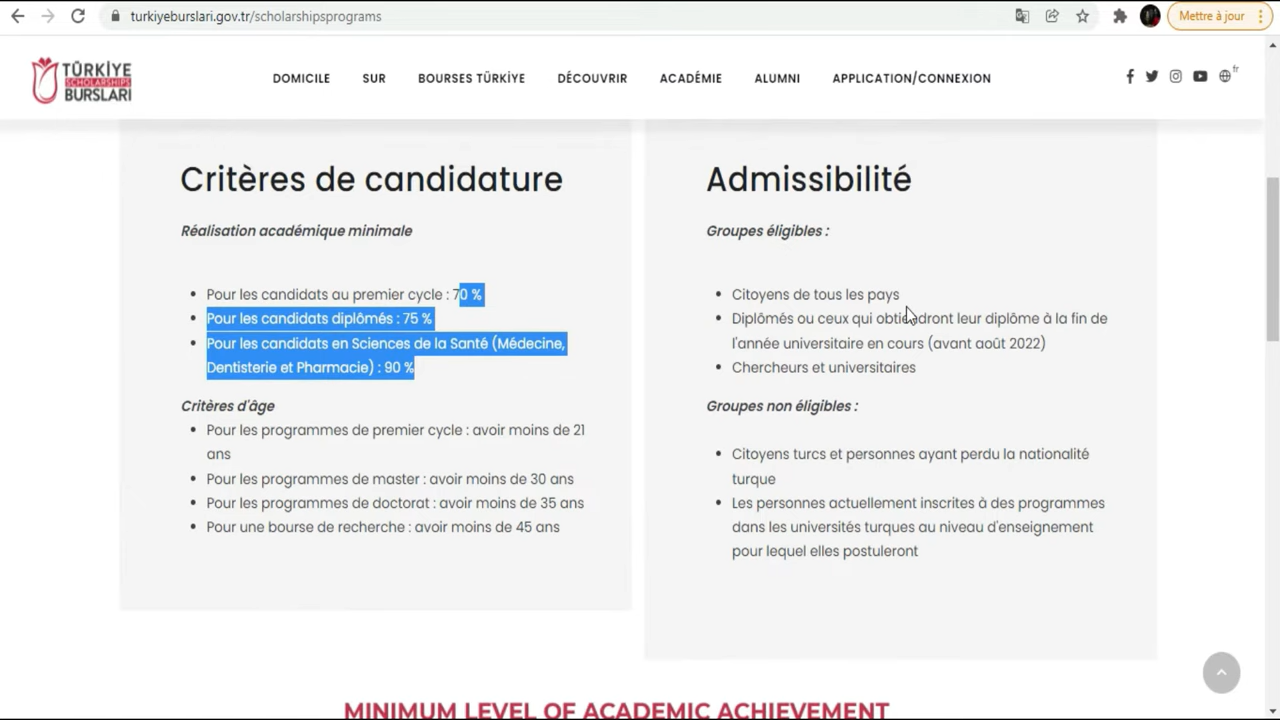 turkiyeburslari.gov.tr/scholarshipsprograms
Mettre à jour
TÜRKİYE
SCHOLARSHIPS
BURSLARI
DOMICILE SUR BOURSES TÜRKİYE DÉCOUVRIR ACADÉMIE ALUMNI APPLICATION/CONNEXION
fr
Critères de candidature
Réalisation académique minimale
Pour les candidats au premier cycle : 70 %
Pour les candidats diplômés : 75 %
Pour les candidats en Sciences de la Santé (Médecine,
Dentisterie et Pharmacie) : 90 %
Critères d'âge
Pour les programmes de premier cycle : avoir moins de 21
ans
Pour les programmes de master : avoir moins de 30 ans
Pour les programmes de doctorat : avoir moins de 35 ans
Pour une bourse de recherche : avoir moins de 45 ans
Admissibilité
Groupes éligibles :
Citoyens de tous les pays
Diplômés ou ceux qui obtiendront leur diplôme à la fin de
l'année universitaire en cours (avant août 2022)
Chercheurs et universitaires
Groupes non éligibles :
Citoyens turcs et personnes ayant perdu la nationalité
turque
Les personnes actuellement inscrites à des programmes
dans les universités turques au niveau d'enseignement
pour lequel elles postuleront
MINIMUM LEVEL OF ACADEMIC ACHIEVEMENT